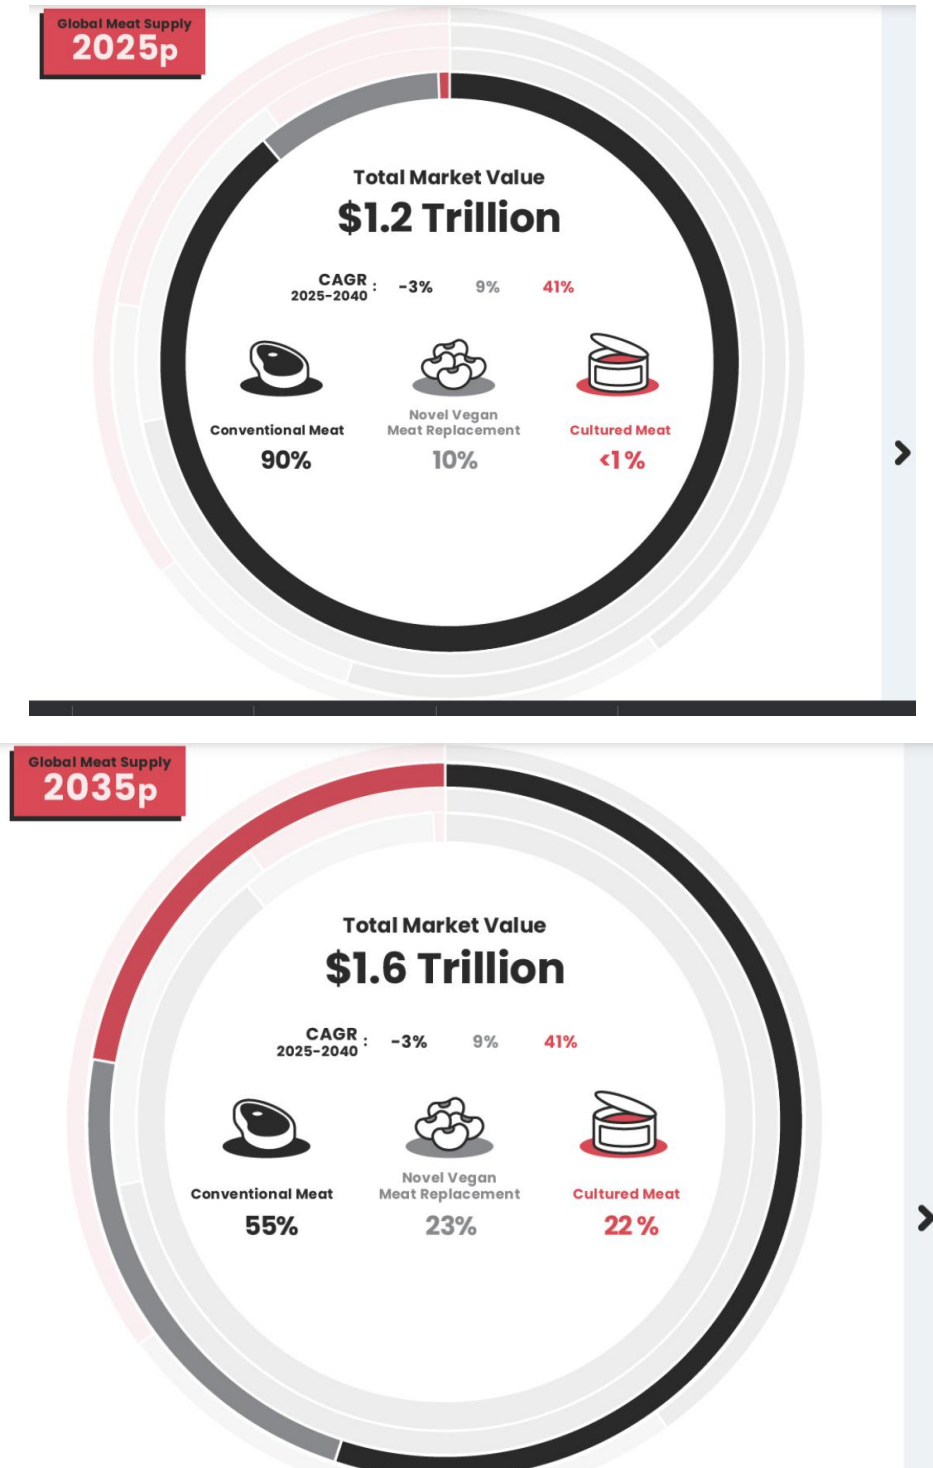 Global Meat Supply
2025p
Total Market Value
$1.2 Trillion
CAGR : -3% 9% 41%
2025-2040
Novel Vegan
Conventional Meat Meat Replacement Cultured Meat
90% 10% <1%
Global Meat Supply
2035p
Total Market Value
$1.6 Trillion
CAGR : -3% 9% 41%
2025-2040
Novel Vegan
Conventional Meat Meat Replacement Cultured Meat
55% 23% 22%